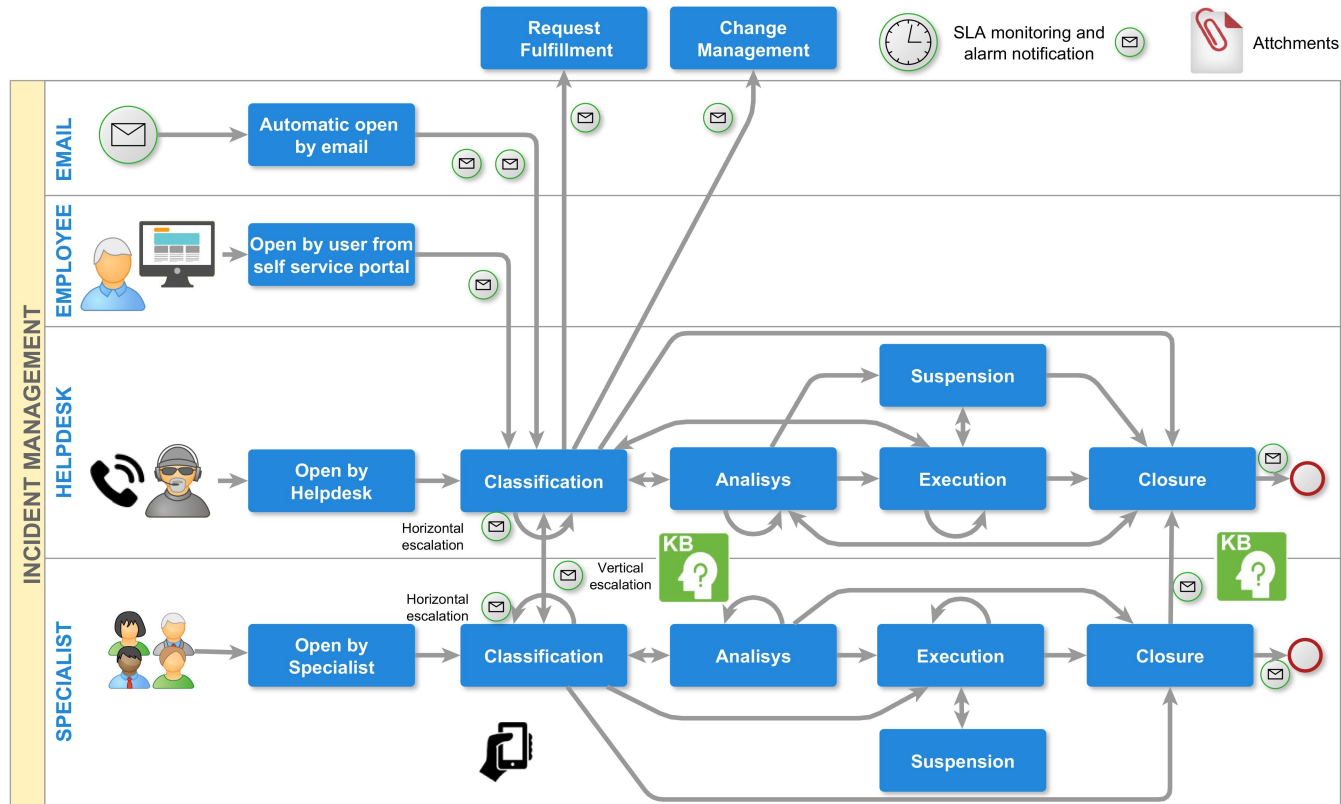 Request
Fulfillment
Change
Management
SLA monitoring and
alarm notification
Attchments
INCIDENT MANAGEMENT
EMAIL
Automatic open
by email
EMPLOYEE
Open by user from
self service portal
HELPDESK
Suspension
Open by
Helpdesk
Classification
Analisys
Execution
Closure
Horizontal
escalation
KB
?
KB
?
Vertical
escalation
Horizontal
escalation
SPECIALIST
Open by
Specialist
Classification
Analisys
Execution
Closure
Suspension